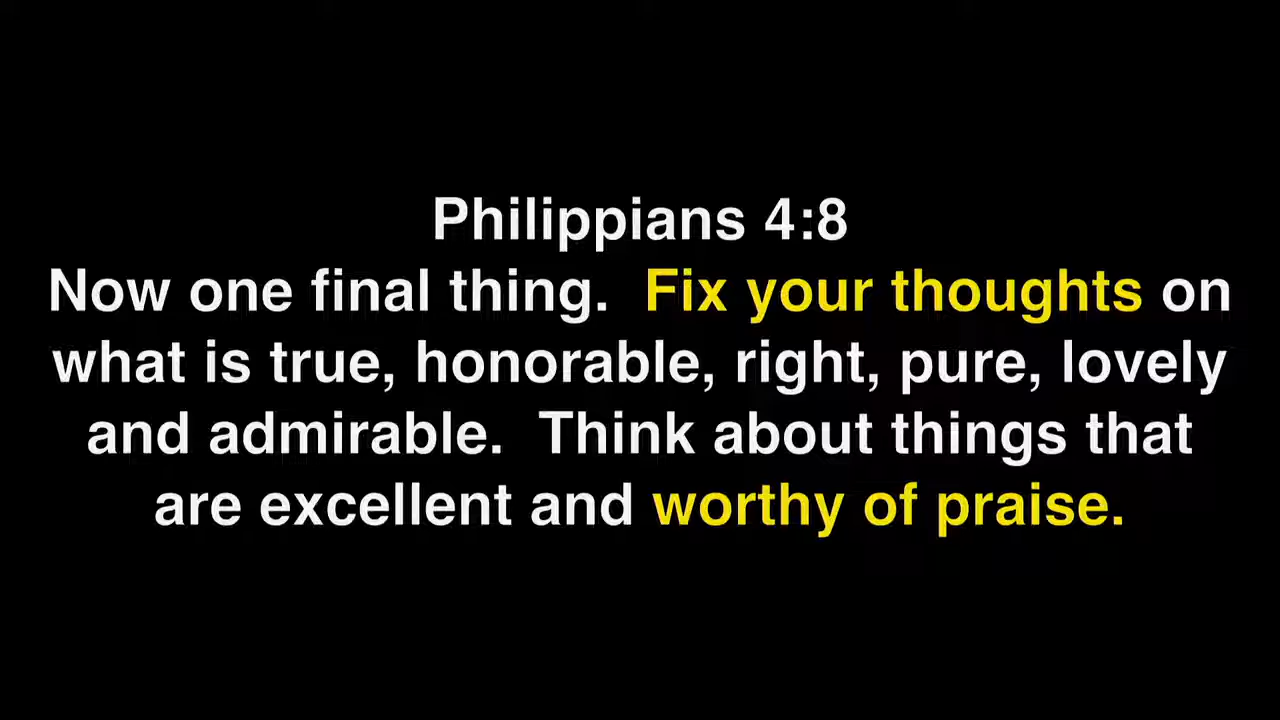 Philippians 4:8
Now one final thing.  Fix your thoughts on
what is true, honorable, right, pure, lovely
and admirable.  Think about things that
are excellent and worthy of praise.